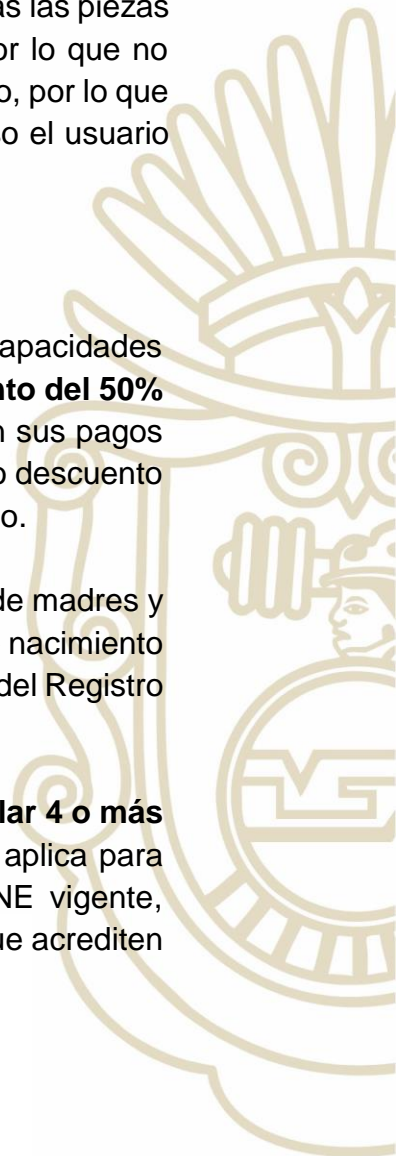 as las piezas
or lo que no
o, por lo que
so el usuario
apacidades
nto del 50%
n sus pagos
o descuento
o.
de madres y
nacimiento
del Registro
lar 4 o más
aplica para
NE vigente,
ue acrediten